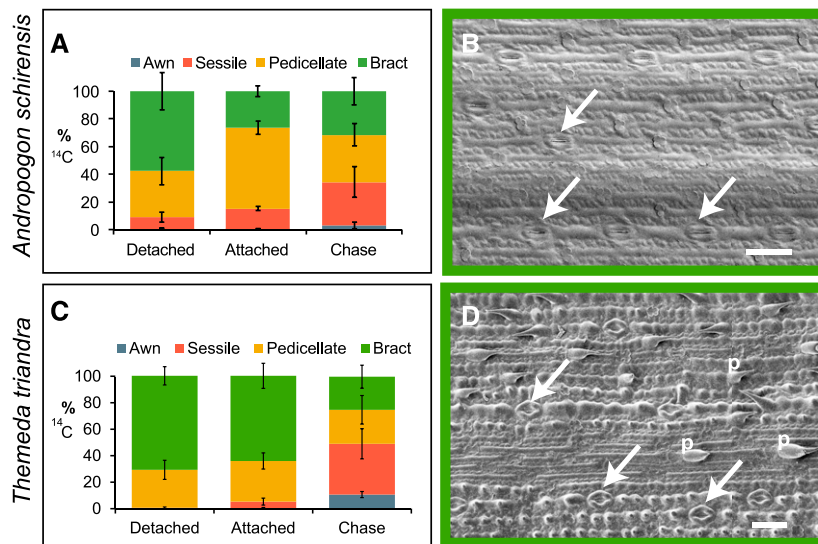 Andropogon schirensis
A
Awn Sessile Pedicellate Bract
100
80
%
60
14C
40
20
0
Detached Attached Chase
B
Themeda triandra
C
Awn Sessile Pedicellate Bract
100
80
%
60
14C
40
20
0
Detached Attached Chase
D
p
p
p